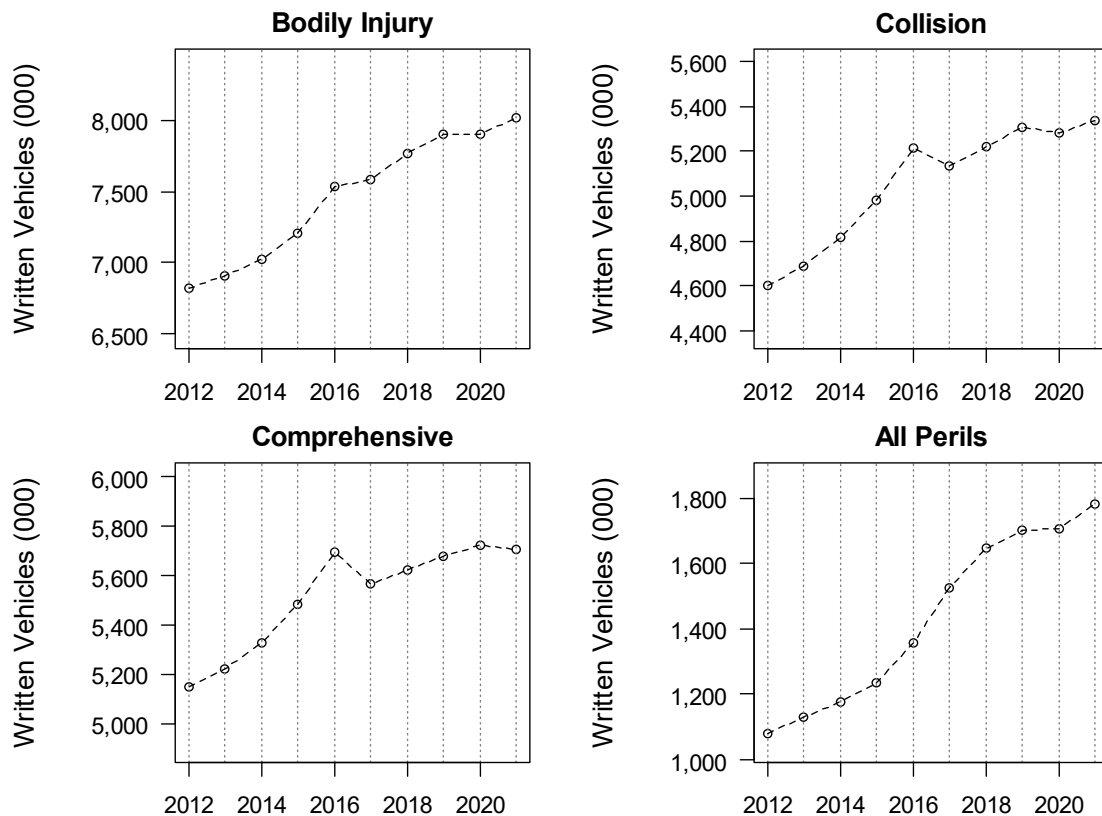 Bodily Injury
Written Vehicles (000)
8,000
7,500
7,000
6,500
2012 2014 2016 2018 2020
Collision
Written Vehicles (000)
5,600
5,400
5,200
5,000
4,800
4,600
4,400
2012 2014 2016 2018 2020
Comprehensive
Written Vehicles (000)
6,000
5,800
5,600
5,400
5,200
5,000
2012 2014 2016 2018 2020
All Perils
Written Vehicles (000)
1,800
1,600
1,400
1,200
1,000
2012 2014 2016 2018 2020